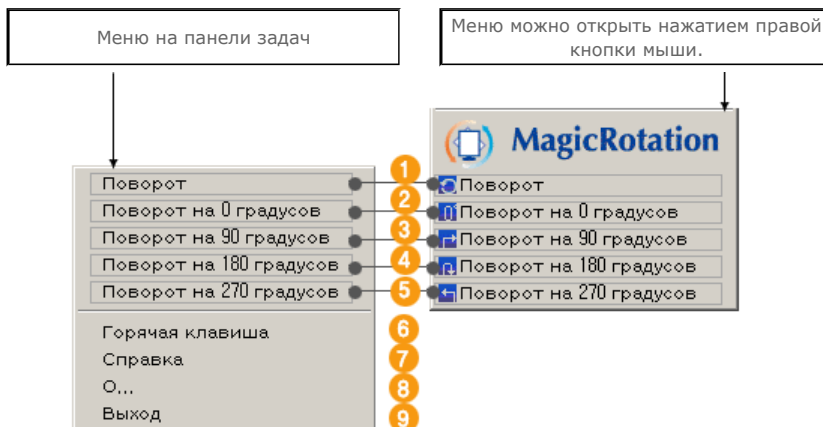 Меню на панели задач
Меню можно открыть нажатием правой
кнопки мыши.
MagicRotation
Поворот
1
Поворот
Поворот на 0 градусов
2
Поворот на 0 градусов
Поворот на 90 градусов
3
Поворот на 90 градусов
Поворот на 180 градусов
4
Поворот на 180 градусов
Поворот на 270 градусов
5
Поворот на 270 градусов
Горячая клавиша
6
Справка
7
О...
8
Выход
9